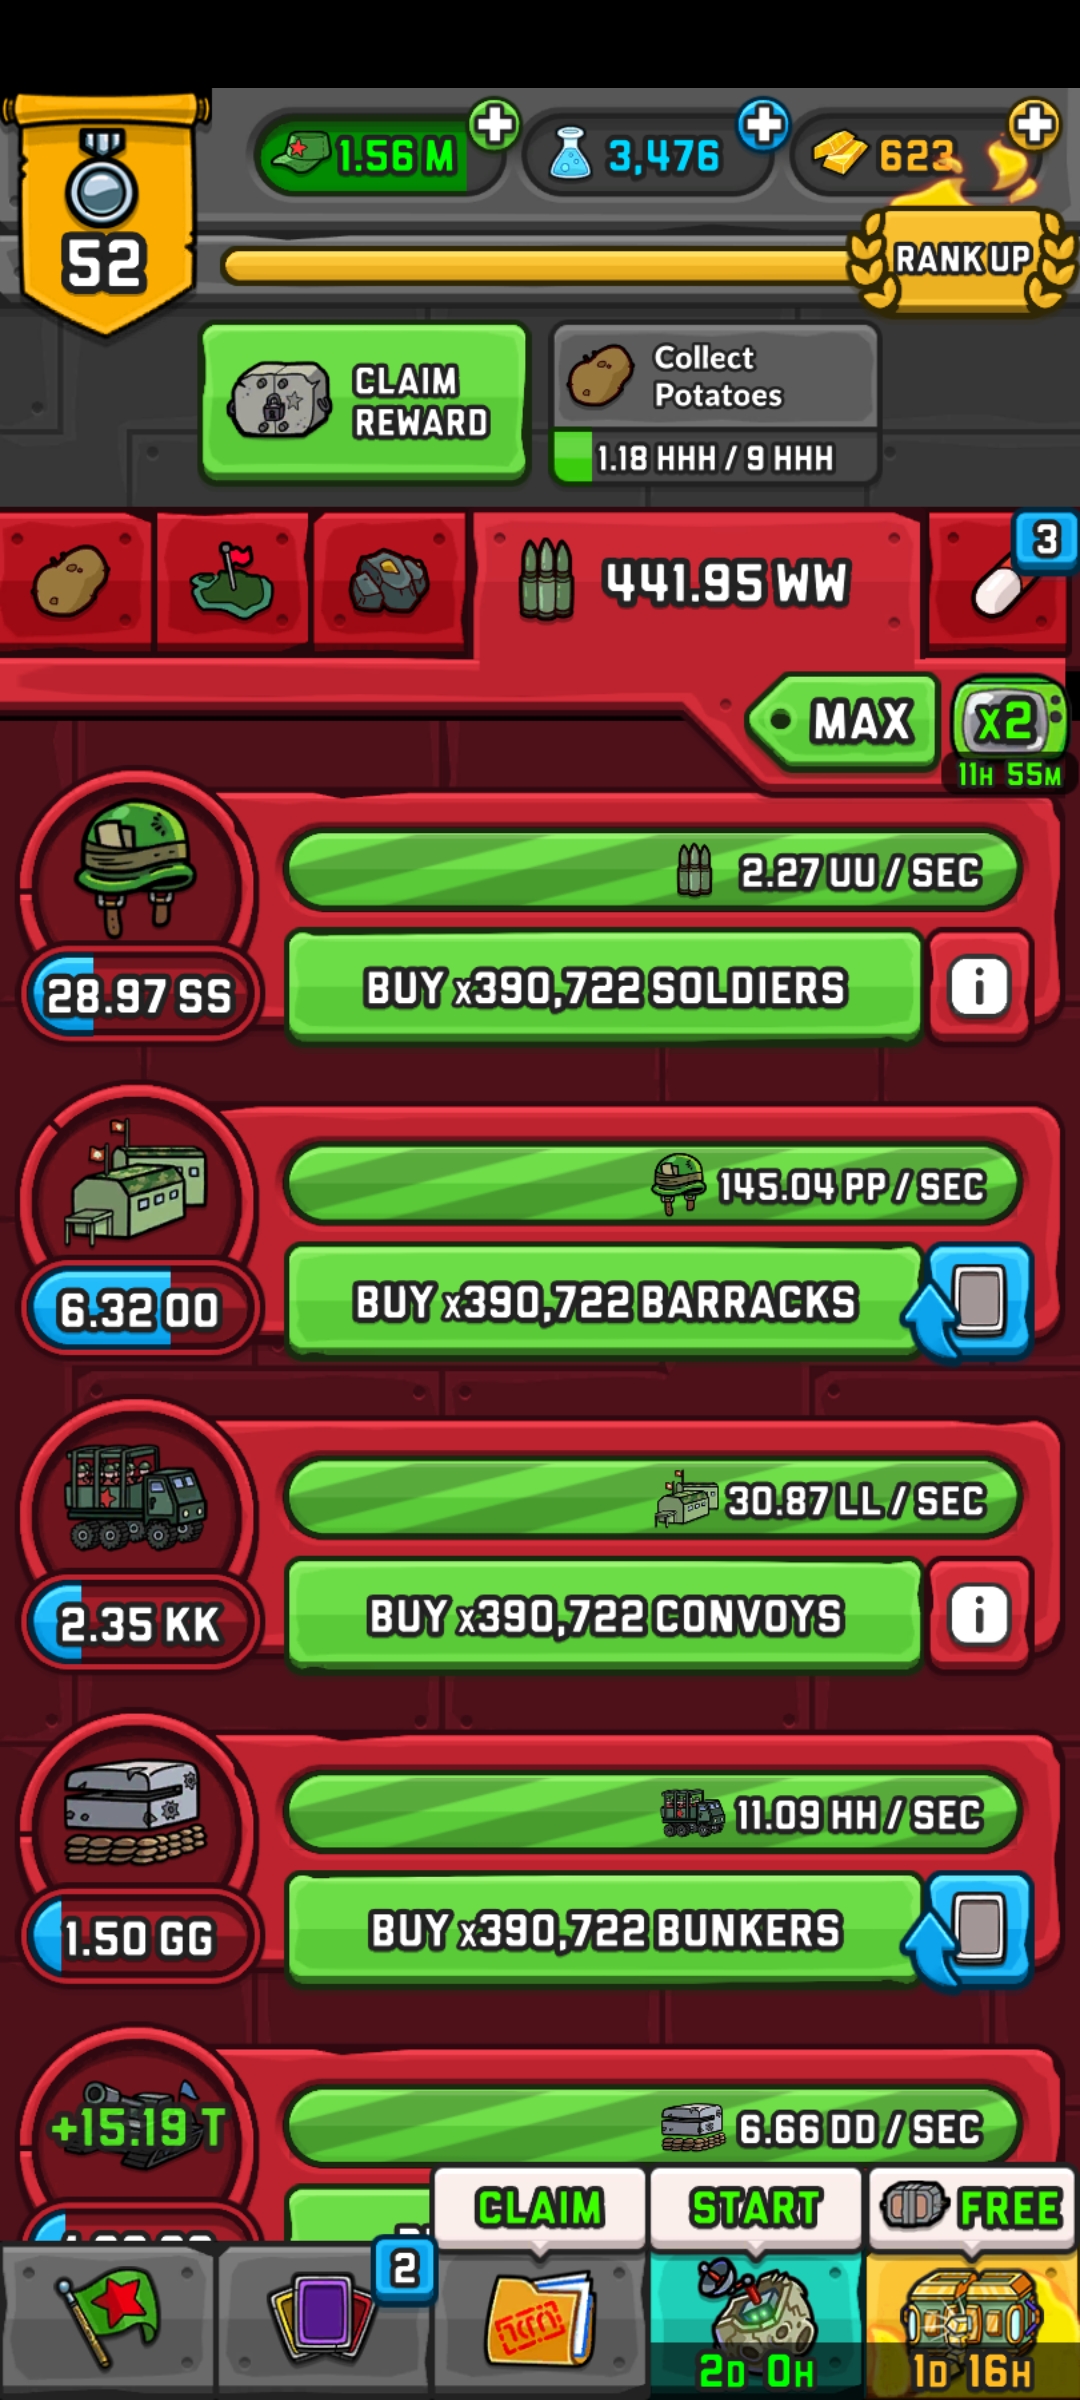 1.56 M
3,476
623
52
RANK UP
CLAIM
REWARD
Collect
Potatoes
1.18 HHH / 9 HHH
441.95 WW
3
MAX
x2
11H 55M
2.27 UU / SEC
28.97 SS
BUY x390,722 SOLDIERS
i
145.04 PP / SEC
6.32 OO
BUY x390,722 BARRACKS
30.87 LL / SEC
2.35 KK
BUY x390,722 CONVOYS
i
11.09 HH / SEC
1.50 GG
BUY x390,722 BUNKERS
+15.19 T
6.66 DD / SEC
CLAIM
START
FREE
2
2D 0H
1D 16H